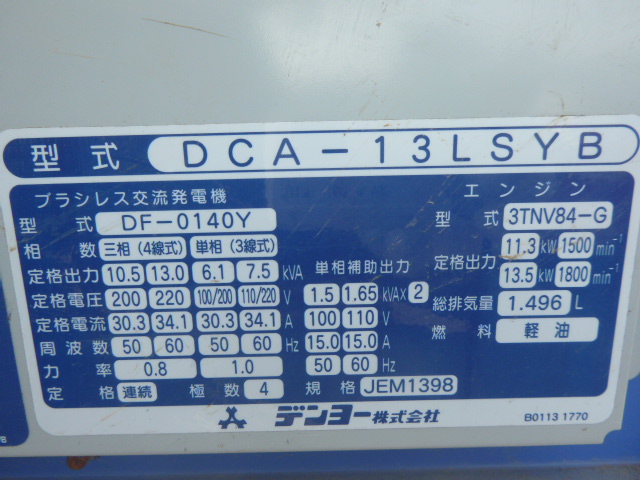 型式 DCA-13LSYB
ブラシレス交流発電機
型式 DF-0140Y
相数 三相(4線式) 単相(3線式)
定格出力 10.5 13.0 6.1 7.5 kVA
定格電圧 200 220 100/200 110/220 V
定格電流 30.3 34.1 30.3 34.1 A
周波数 50 60 50 60 Hz
力率 0.8 1.0
定格 連続 極数 4 規格 JEM1398
単相補助出力
1.5 1.65 kVA×2
100 110 V
15.0 15.0 A
50 60 Hz
エンジン
型式 3TNV84-G
定格出力 11.3 kW 1500 min⁻¹
13.5 kW 1800 min⁻¹
総排気量 1.496 L
燃料 軽油
デンヨー株式会社
B0113 1770